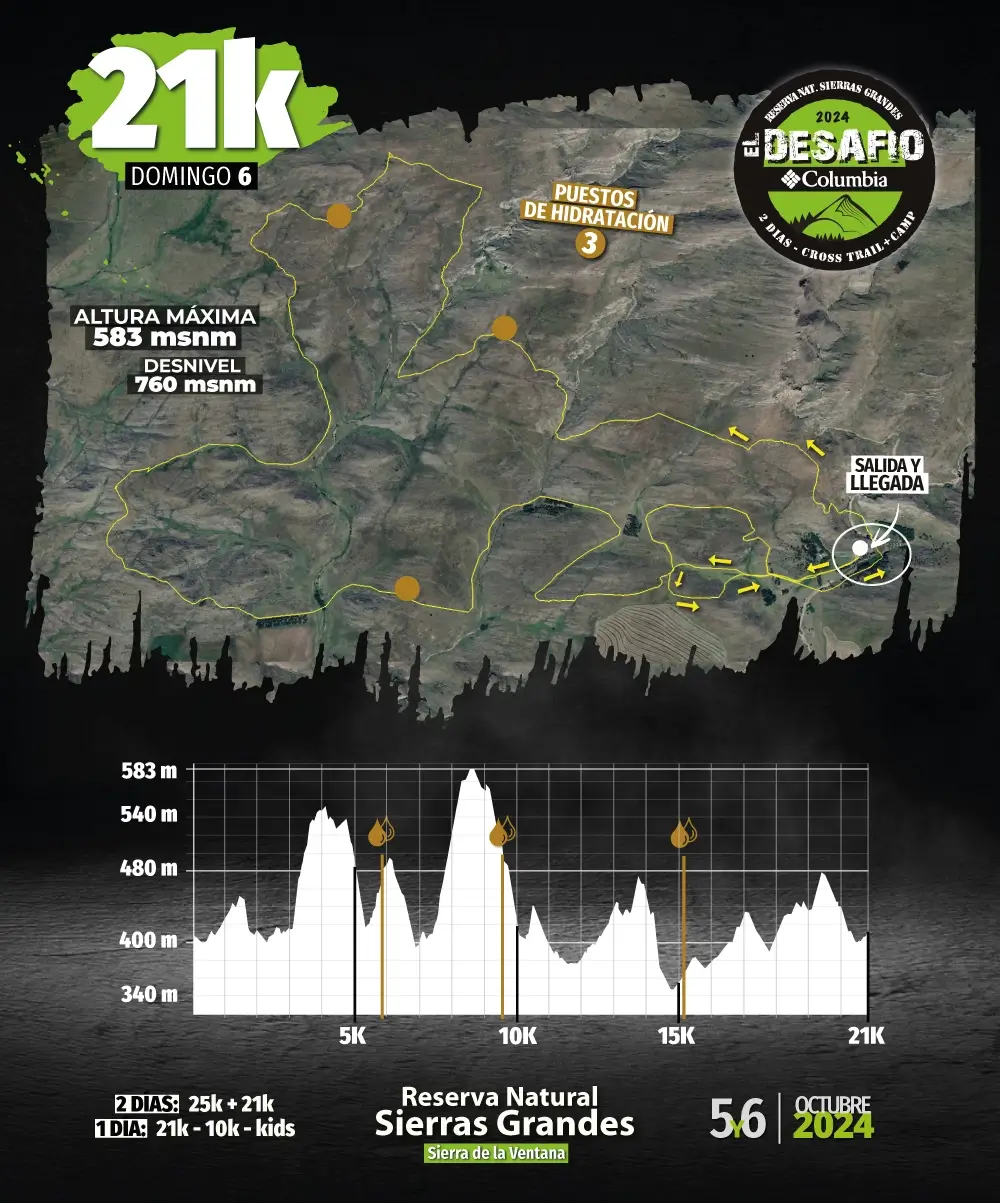 21k
DOMINGO 6
RESERVA NAT. SIERRAS GRANDES
2024
EL DESAFIO
Columbia
2 DIAS - CROSS TRAIL + CAMP
PUESTOS
DE HIDRATACIÓN
3
ALTURA MÁXIMA
583 msnm
DESNIVEL
760 msnm
SALIDA Y
LLEGADA
583 m
540 m
480 m
400 m
340 m
5K
10K
15K
21K
2 DIAS: 25k + 21k
1 DIA: 21k - 10k - kids
Reserva Natural
Sierras Grandes
Sierra de la Ventana
5Y6
OCTUBRE
2024